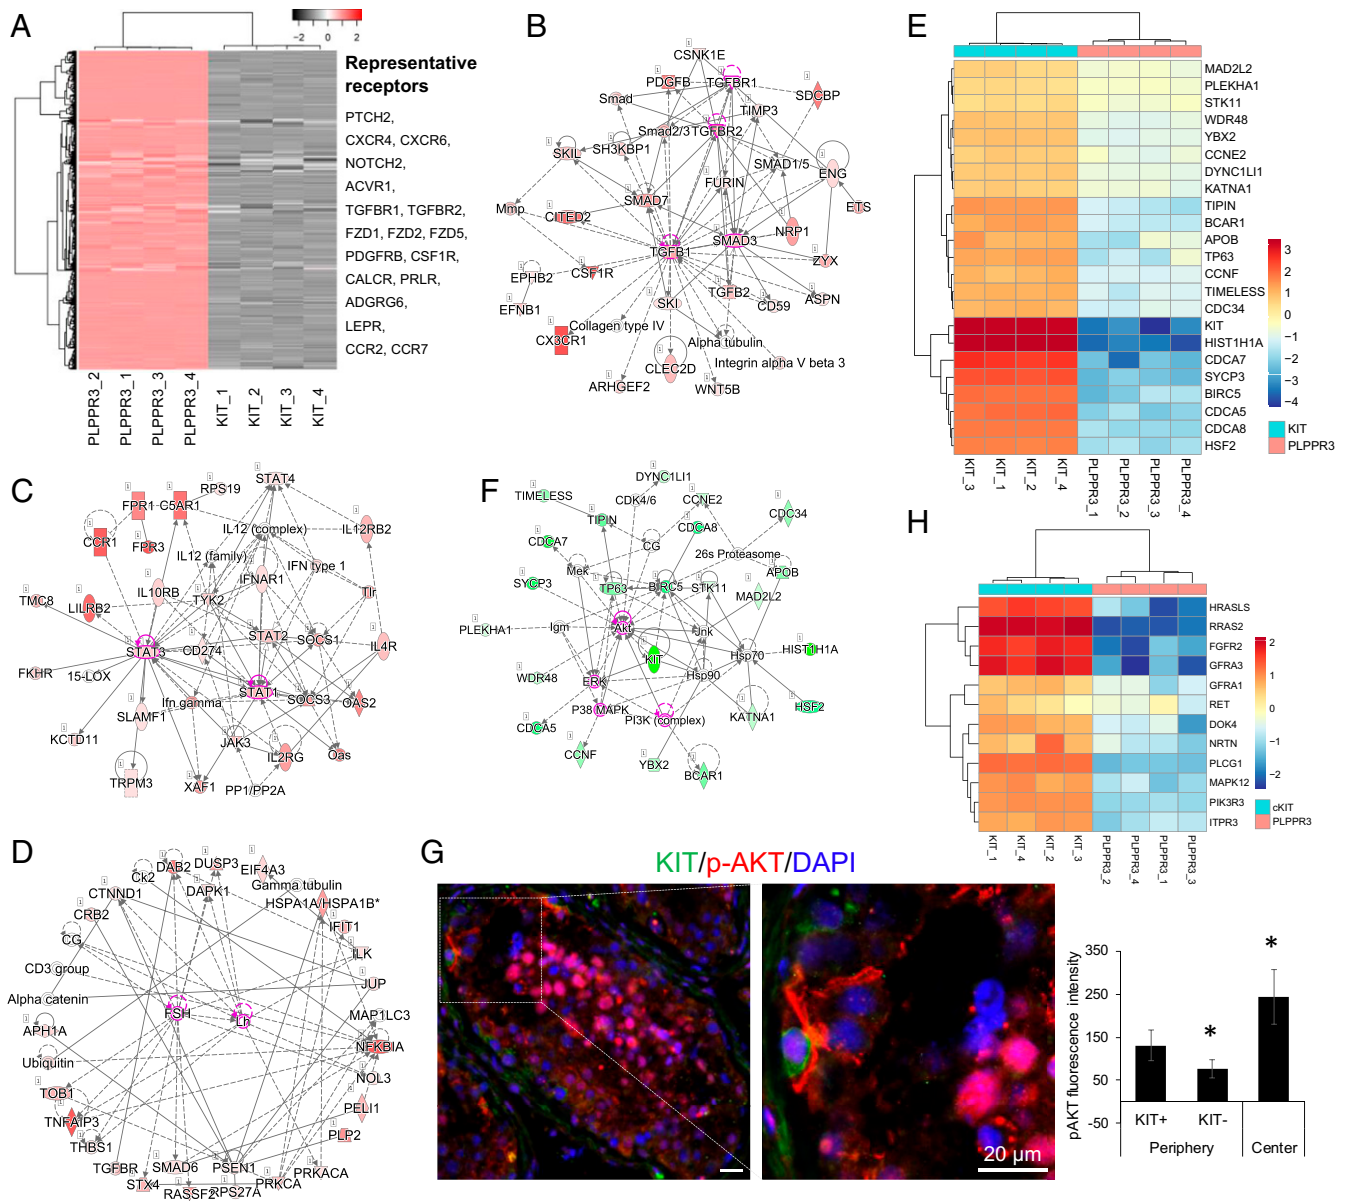 A
−2 0 2
Representative
receptors
PTCH2,
CXCR4, CXCR6,
NOTCH2,
ACVR1,
TGFBR1, TGFBR2,
FZD1, FZD2, FZD5,
PDGFRB, CSF1R,
CALCR, PRLR,
ADGRG6,
LEPR,
CCR2, CCR7
PLPPR3_2
PLPPR3_1
PLPPR3_3
PLPPR3_4
KIT_1
KIT_2
KIT_3
KIT_4
B
CSNK1E
PDGFB
TGFBR1
SDCBP
Smad
TIMP3
Smad2/3
TGFBR2
SKIL
SH3KBP1
SMAD1/5
ENG
FURIN
SMAD7
Mmp
CITED2
ETS
NRP1
SMAD3
TGFB1
ZYX
EPHB2
CSF1R
TGFB2
CD59
ASPN
EFNB1
SKI
Collagen type IV
CX3CR1
Alpha tubulin
CLEC2D
Integrin alpha V beta 3
ARHGEF2
WNT5B
E
MAD2L2
PLEKHA1
STK11
WDR48
YBX2
CCNE2
DYNC1LI1
KATNA1
TIPIN
BCAR1
APOB
TP63
CCNF
TIMELESS
CDC34
KIT
HIST1H1A
CDCA7
SYCP3
BIRC5
CDCA5
CDCA8
HSF2
3
2
1
0
−1
−2
−3
−4
KIT
PLPPR3
KIT_3
KIT_1
KIT_2
KIT_4
PLPPR3_1
PLPPR3_2
PLPPR3_3
PLPPR3_4
C
STAT4
RPS19
FPR1
C5AR1
IL12 (complex)
IL12RB2
CCR1
FPR3
IL12 (family)
IFN type 1
IFNAR1
IL10RB
Tlr
TMC8
LILRB2
TYK2
STAT2
SOCS1
STAT3
CD274
IL4R
FKHR
15-LOX
STAT1
Ifn gamma
SOCS3
OAS2
SLAMF1
KCTD11
JAK3
IL2RG
Oas
TRPM3
XAF1
PP1/PP2A
F
DYNC1LI1
TIMELESS
CDK4/6
CCNE2
TIPIN
CDCA8
CDC34
CDCA7
CG
26s Proteasome
Mek
APOB
SYCP3
TP63
BIRC5
STK11
MAD2L2
PLEKHA1
Igm
Akt
Jnk
KIT
Hsp70
HIST1H1A
WDR48
ERK
Hsp90
P38 MAPK
PI3K (complex)
KATNA1
HSF2
CDCA5
CCNF
YBX2
BCAR1
H
HRASLS
RRAS2
FGFR2
GFRA3
GFRA1
RET
DOK4
NRTN
PLCG1
MAPK12
PIK3R3
ITPR3
2
1
0
−1
−2
cKIT
PLPPR3
KIT_1
KIT_4
KIT_2
KIT_3
PLPPR3_2
PLPPR3_4
PLPPR3_1
PLPPR3_3
D
DAB2
DUSP3
EIF4A3
Ck2
DAPK1
Gamma tubulin
CTNND1
HSPA1A/HSPA1B*
CRB2
IFIT1
CG
ILK
CD3 group
JUP
Alpha catenin
FSH
Lh
MAP1LC3
APH1A
NFKBIA
Ubiquitin
NOL3
TOB1
PELI1
TNFAIP3
PLP2
THBS1
TGFBR
SMAD6
PSEN1
PRKACA
STX4
RASSF2
RPS27A
PRKCA
G
KIT/p-AKT/DAPI
20 µm
pAKT fluorescence intensity
350
250
150
50
-50
*
*
KIT+
KIT-
Periphery
Center